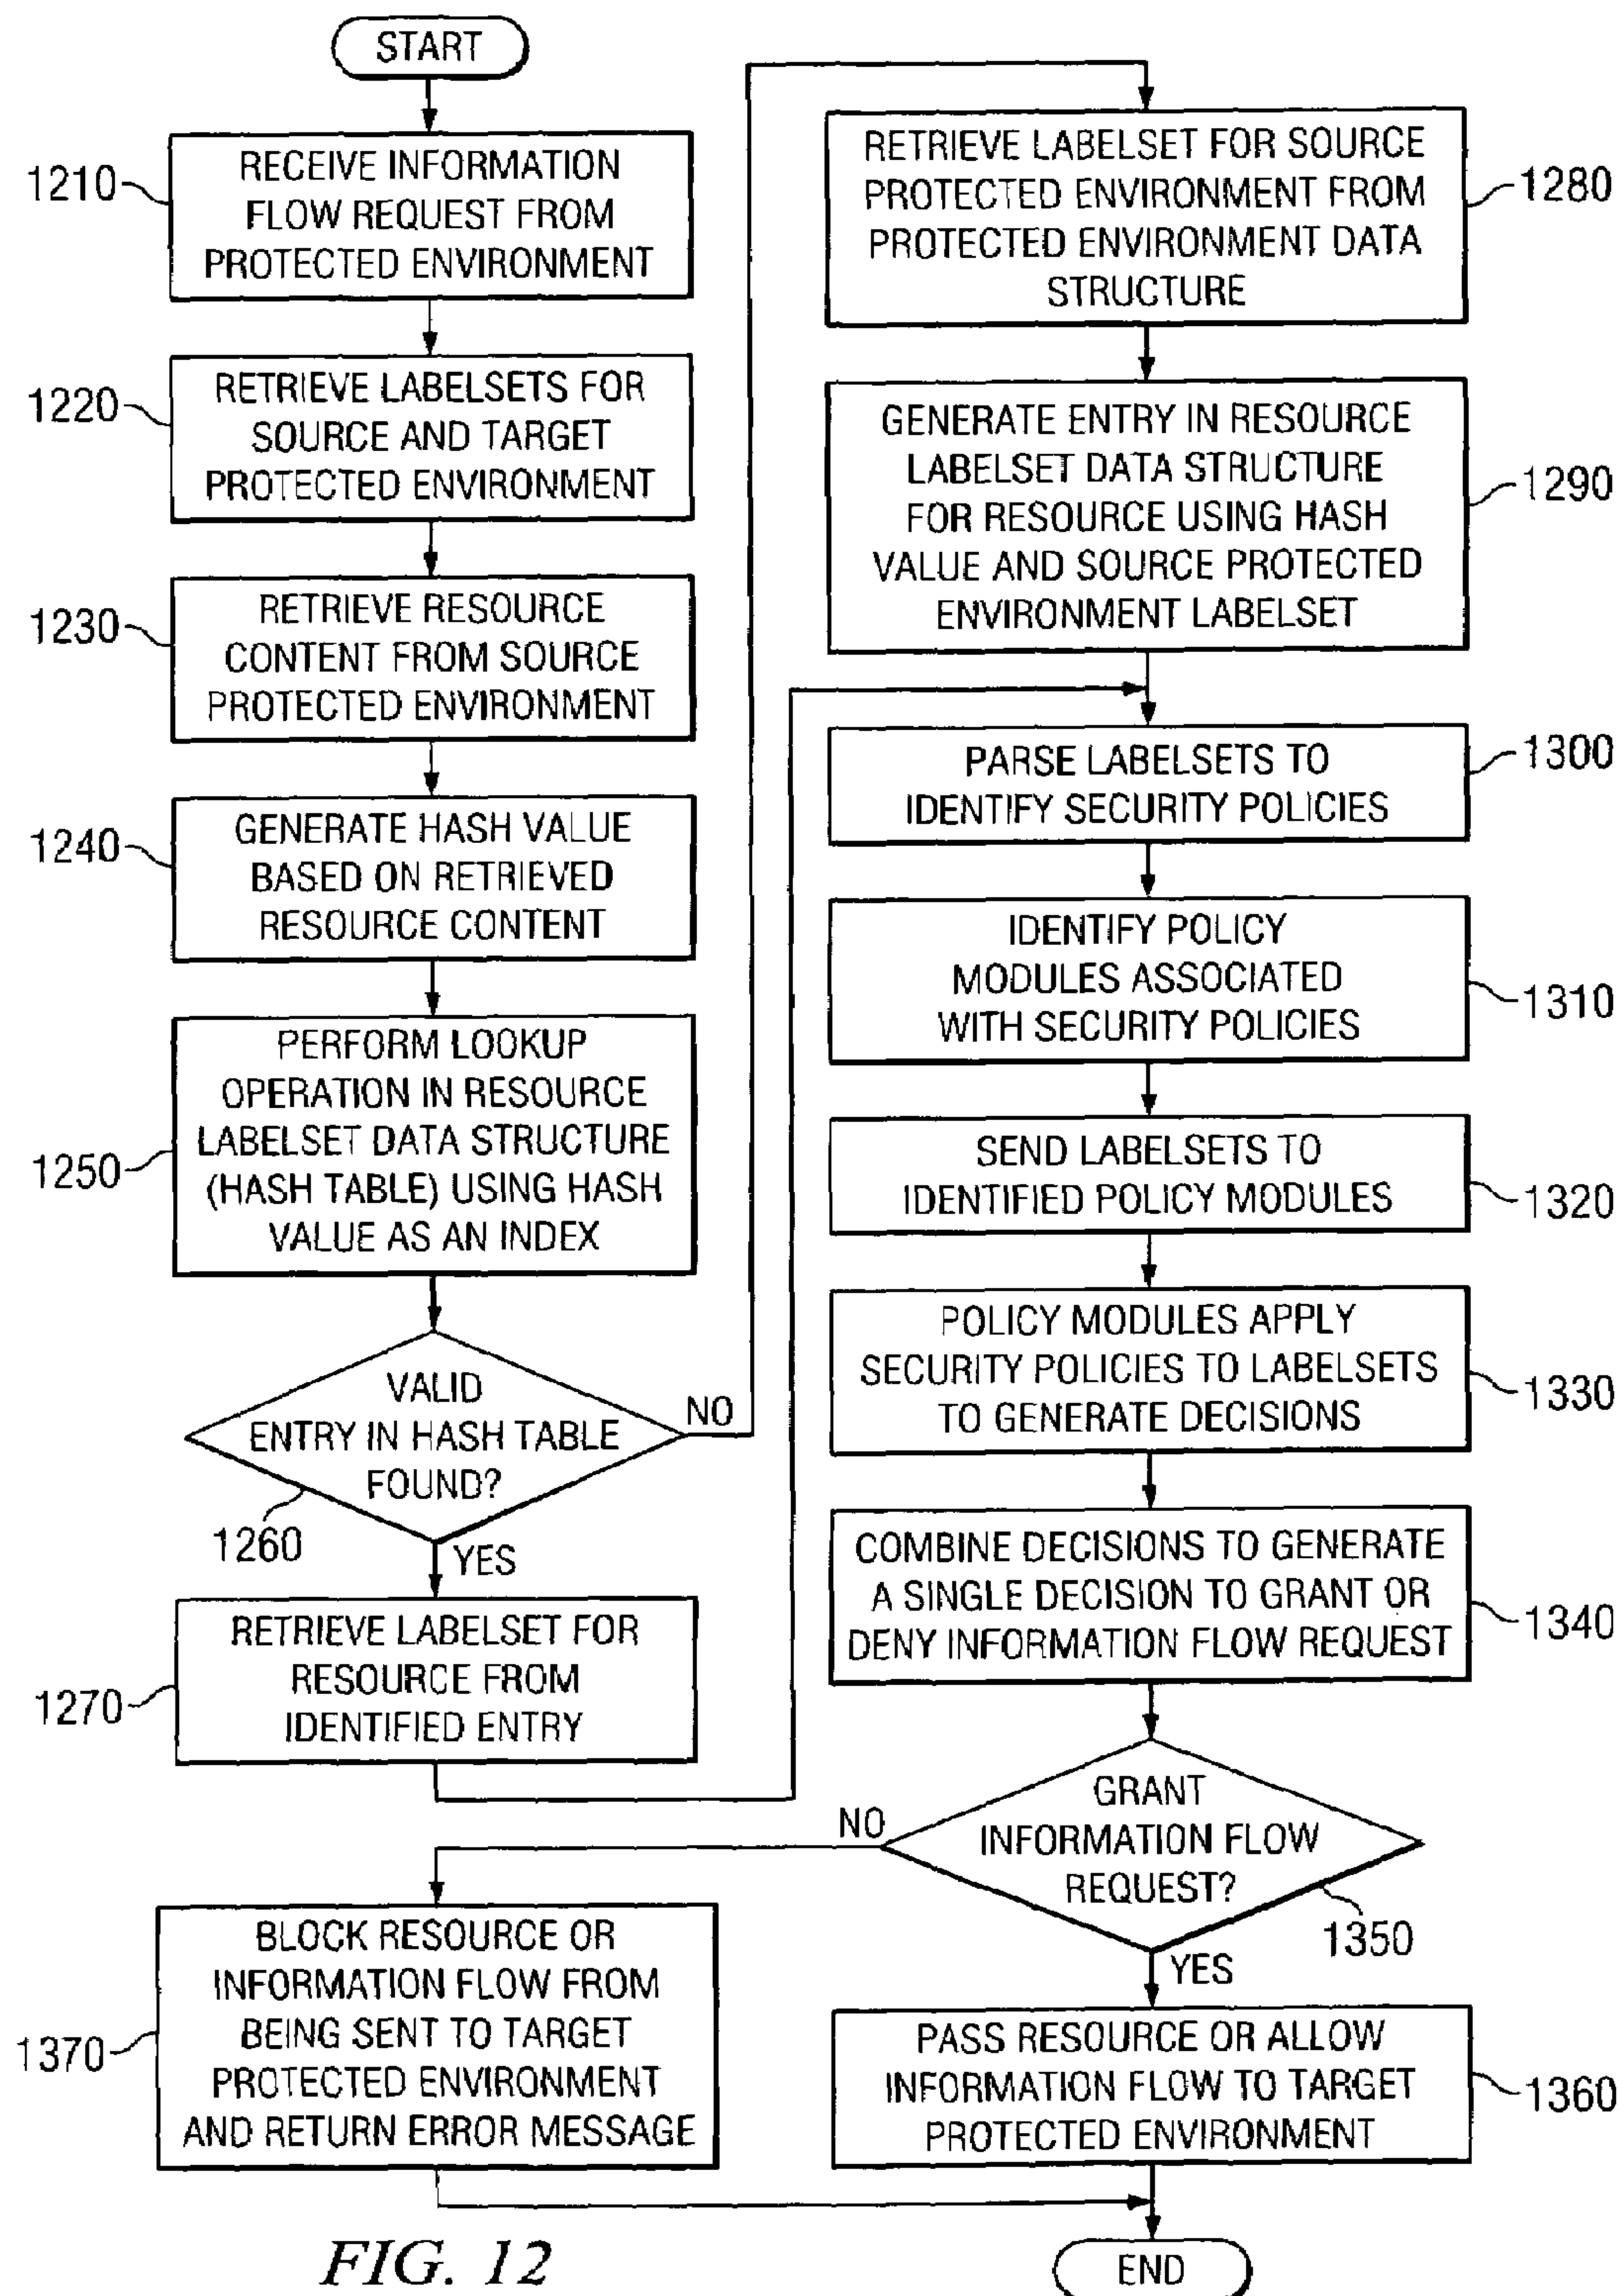 START
RECEIVE INFORMATION
FLOW REQUEST FROM
PROTECTED ENVIRONMENT
1210
RETRIEVE LABELSETS FOR
SOURCE AND TARGET
PROTECTED ENVIRONMENT
1220
RETRIEVE RESOURCE
CONTENT FROM SOURCE
PROTECTED ENVIRONMENT
1230
GENERATE HASH VALUE
BASED ON RETRIEVED
RESOURCE CONTENT
1240
PERFORM LOOKUP
OPERATION IN RESOURCE
LABELSET DATA STRUCTURE
(HASH TABLE) USING HASH
VALUE AS AN INDEX
1250
VALID
ENTRY IN HASH TABLE
FOUND?
NO
1260
YES
RETRIEVE LABELSET FOR
RESOURCE FROM
IDENTIFIED ENTRY
1270
RETRIEVE LABELSET FOR SOURCE
PROTECTED ENVIRONMENT FROM
PROTECTED ENVIRONMENT DATA
STRUCTURE
1280
GENERATE ENTRY IN RESOURCE
LABELSET DATA STRUCTURE
FOR RESOURCE USING HASH
VALUE AND SOURCE PROTECTED
ENVIRONMENT LABELSET
1290
PARSE LABELSETS TO
IDENTIFY SECURITY POLICIES
1300
IDENTIFY POLICY
MODULES ASSOCIATED
WITH SECURITY POLICIES
1310
SEND LABELSETS TO
IDENTIFIED POLICY MODULES
1320
POLICY MODULES APPLY
SECURITY POLICIES TO LABELSETS
TO GENERATE DECISIONS
1330
COMBINE DECISIONS TO GENERATE
A SINGLE DECISION TO GRANT OR
DENY INFORMATION FLOW REQUEST
1340
GRANT
INFORMATION FLOW
REQUEST?
NO
1350
YES
PASS RESOURCE OR ALLOW
INFORMATION FLOW TO TARGET
PROTECTED ENVIRONMENT
1360
BLOCK RESOURCE OR
INFORMATION FLOW FROM
BEING SENT TO TARGET
PROTECTED ENVIRONMENT
AND RETURN ERROR MESSAGE
1370
END
FIG. 12